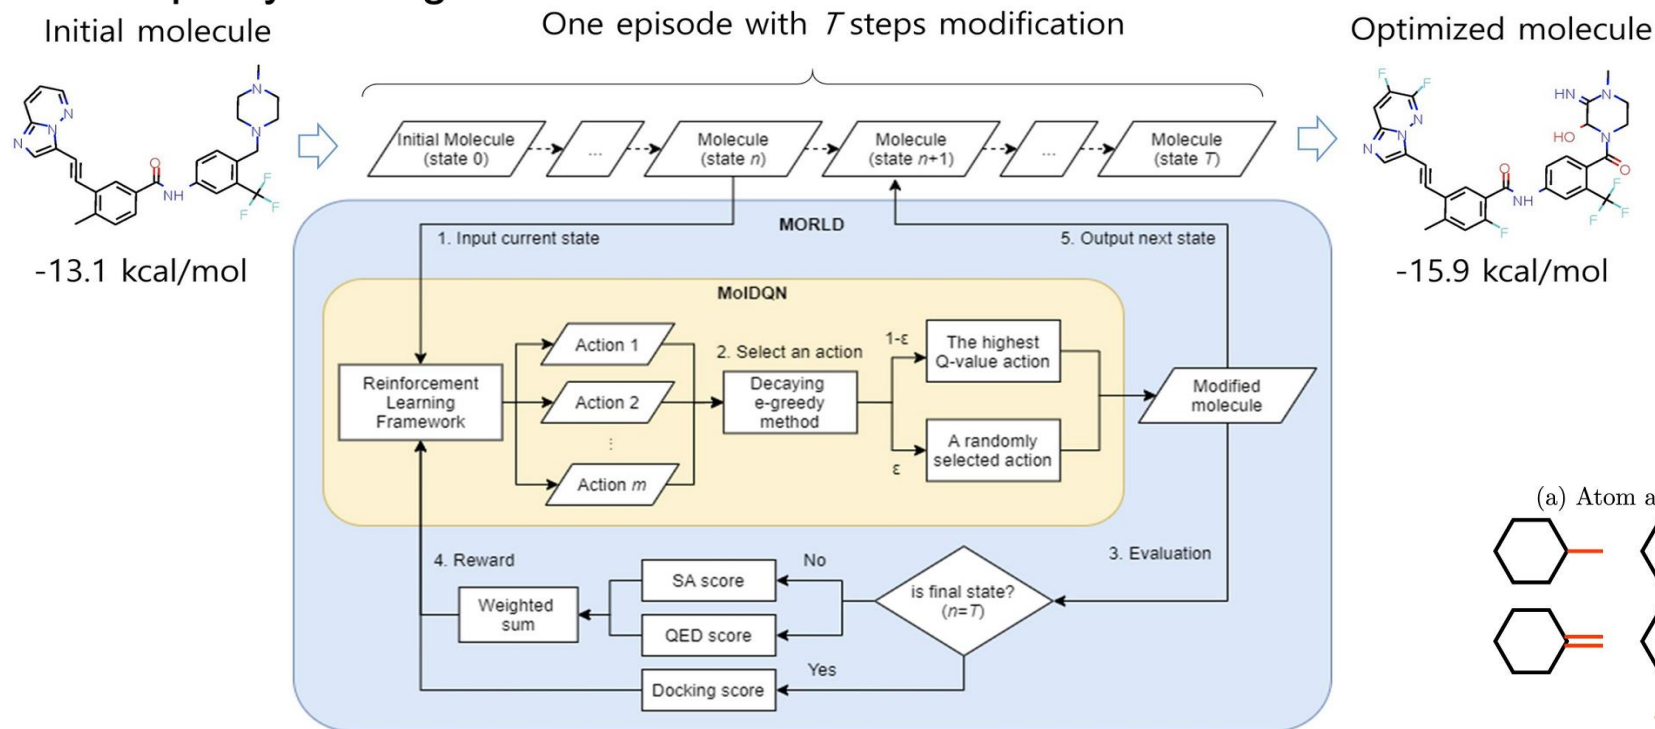 Initial molecule
One episode with T steps modification
Optimized molecule
N
N
N
N
N
O
NH
F
F
F
Initial Molecule
(state 0)
...
Molecule
(state n)
Molecule
(state n+1)
...
Molecule
(state T)
F
F
N
N
N
HN
N
HO
N
O
O
NH
F
F
F
F
-13.1 kcal/mol
-15.9 kcal/mol
MORLD
1. Input current state
5. Output next state
MolDQN
Reinforcement
Learning
Framework
Action 1
Action 2
⋮
Action m
2. Select an action
Decaying
e-greedy
method
1-ε
ε
The highest
Q-value action
A randomly
selected action
Modified
molecule
3. Evaluation
is final state?
(n=T)
No
Yes
SA score
QED score
Docking score
4. Reward
Weighted
sum
(a) Atom a